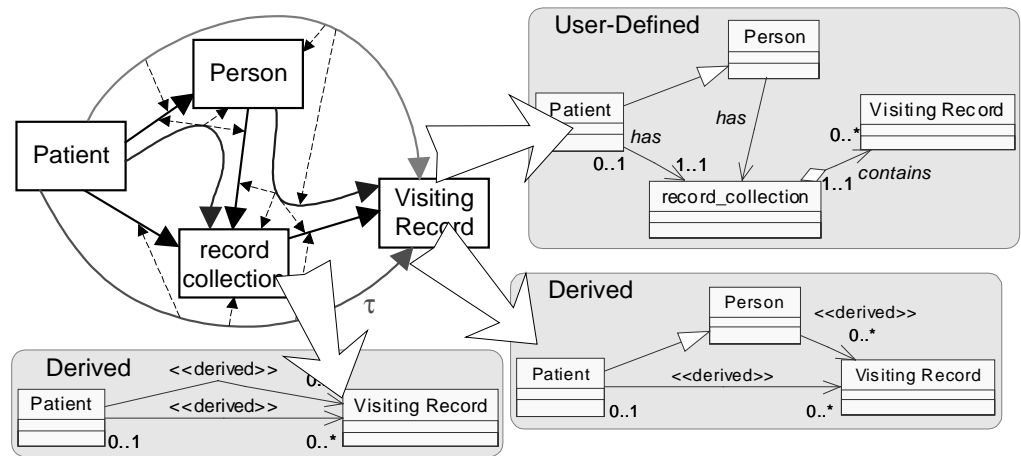 Person
Patient
Visiting
Record
record
collection
τ
User-Defined
Person
Patient
Visiting Record
has
has
0..*
0..1
1..1
1..1
contains
record_collection
Derived
Person
<<derived>>
0..*
Patient
<<derived>>
Visiting Record
0..1
0..*
Derived
<<derived>>
0..
Patient
<<derived>>
Visiting Record
0..1
0..*